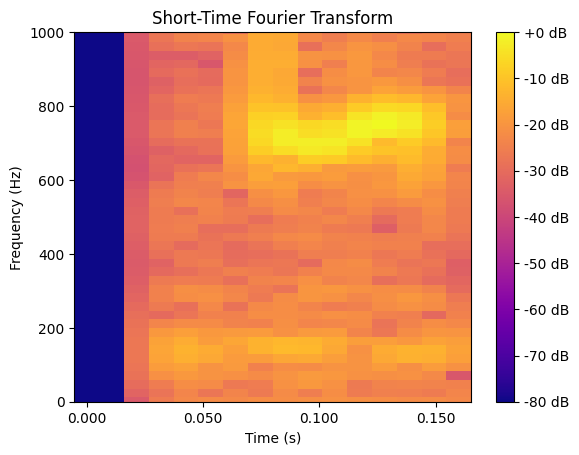 Short-Time Fourier Transform
1000
800
600
400
200
0
Frequency (Hz)
0.000
0.050
0.100
0.150
Time (s)
+0 dB
-10 dB
-20 dB
-30 dB
-40 dB
-50 dB
-60 dB
-70 dB
-80 dB